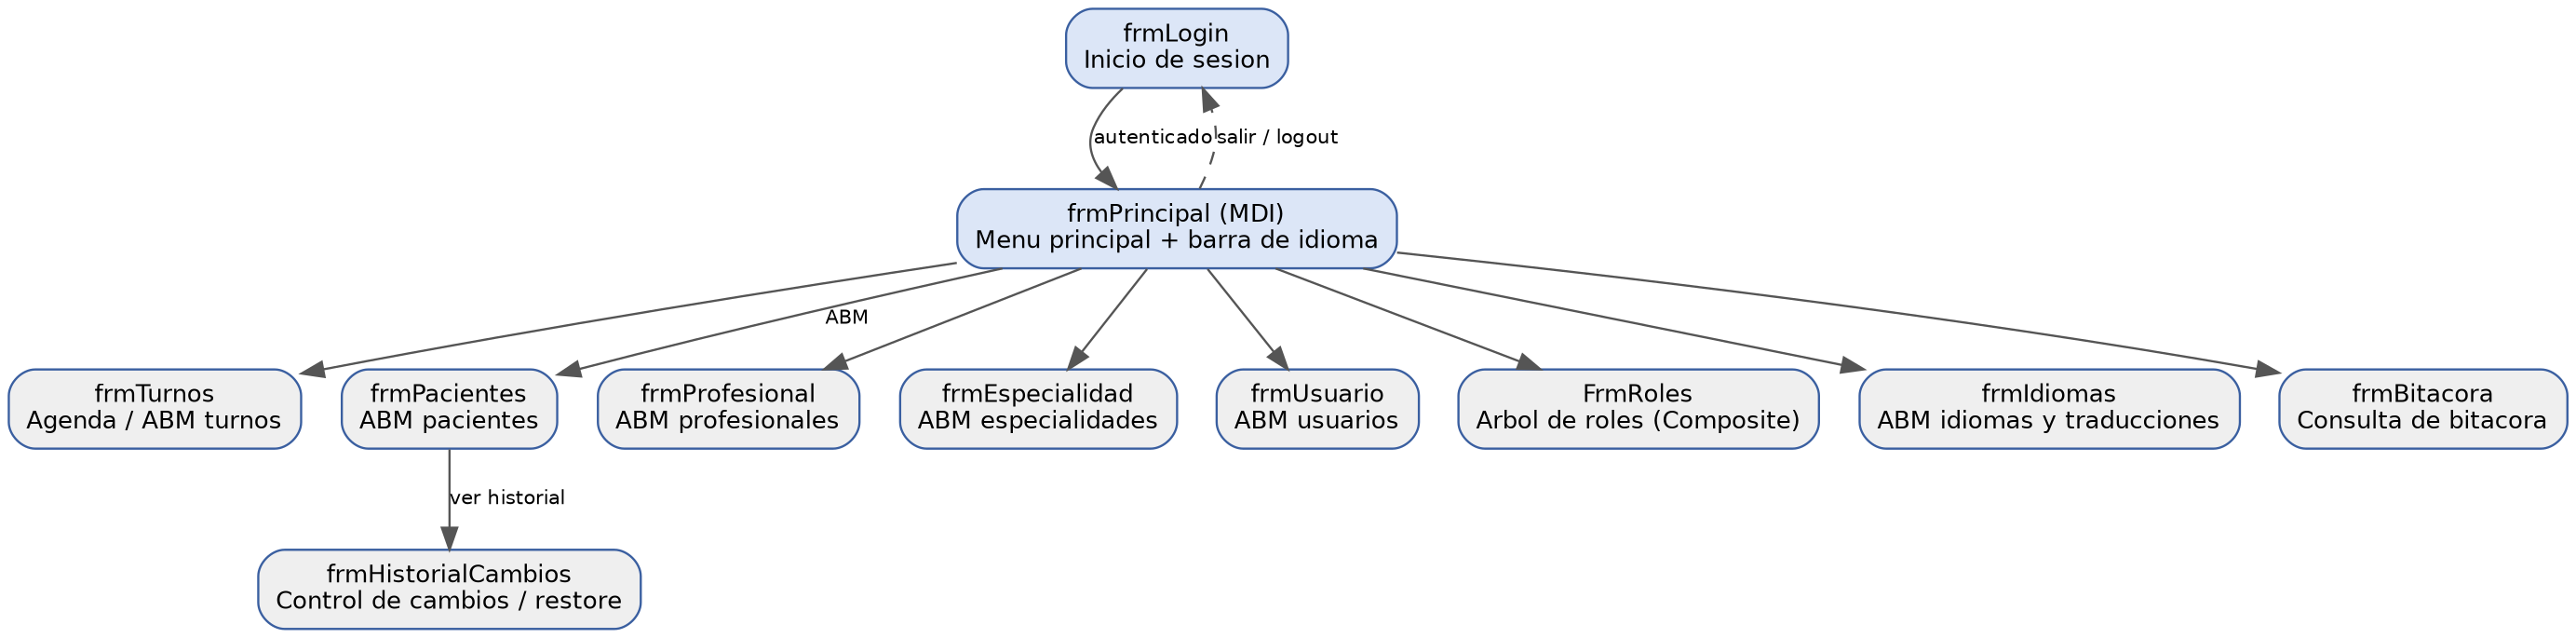 frmLogin
Inicio de sesion
autenticado
salir / logout
frmPrincipal (MDI)
Menu principal + barra de idioma
ABM
frmTurnos
Agenda / ABM turnos
frmPacientes
ABM pacientes
frmProfesional
ABM profesionales
frmEspecialidad
ABM especialidades
frmUsuario
ABM usuarios
FrmRoles
Arbol de roles (Composite)
frmIdiomas
ABM idiomas y traducciones
frmBitacora
Consulta de bitacora
ver historial
frmHistorialCambios
Control de cambios / restore